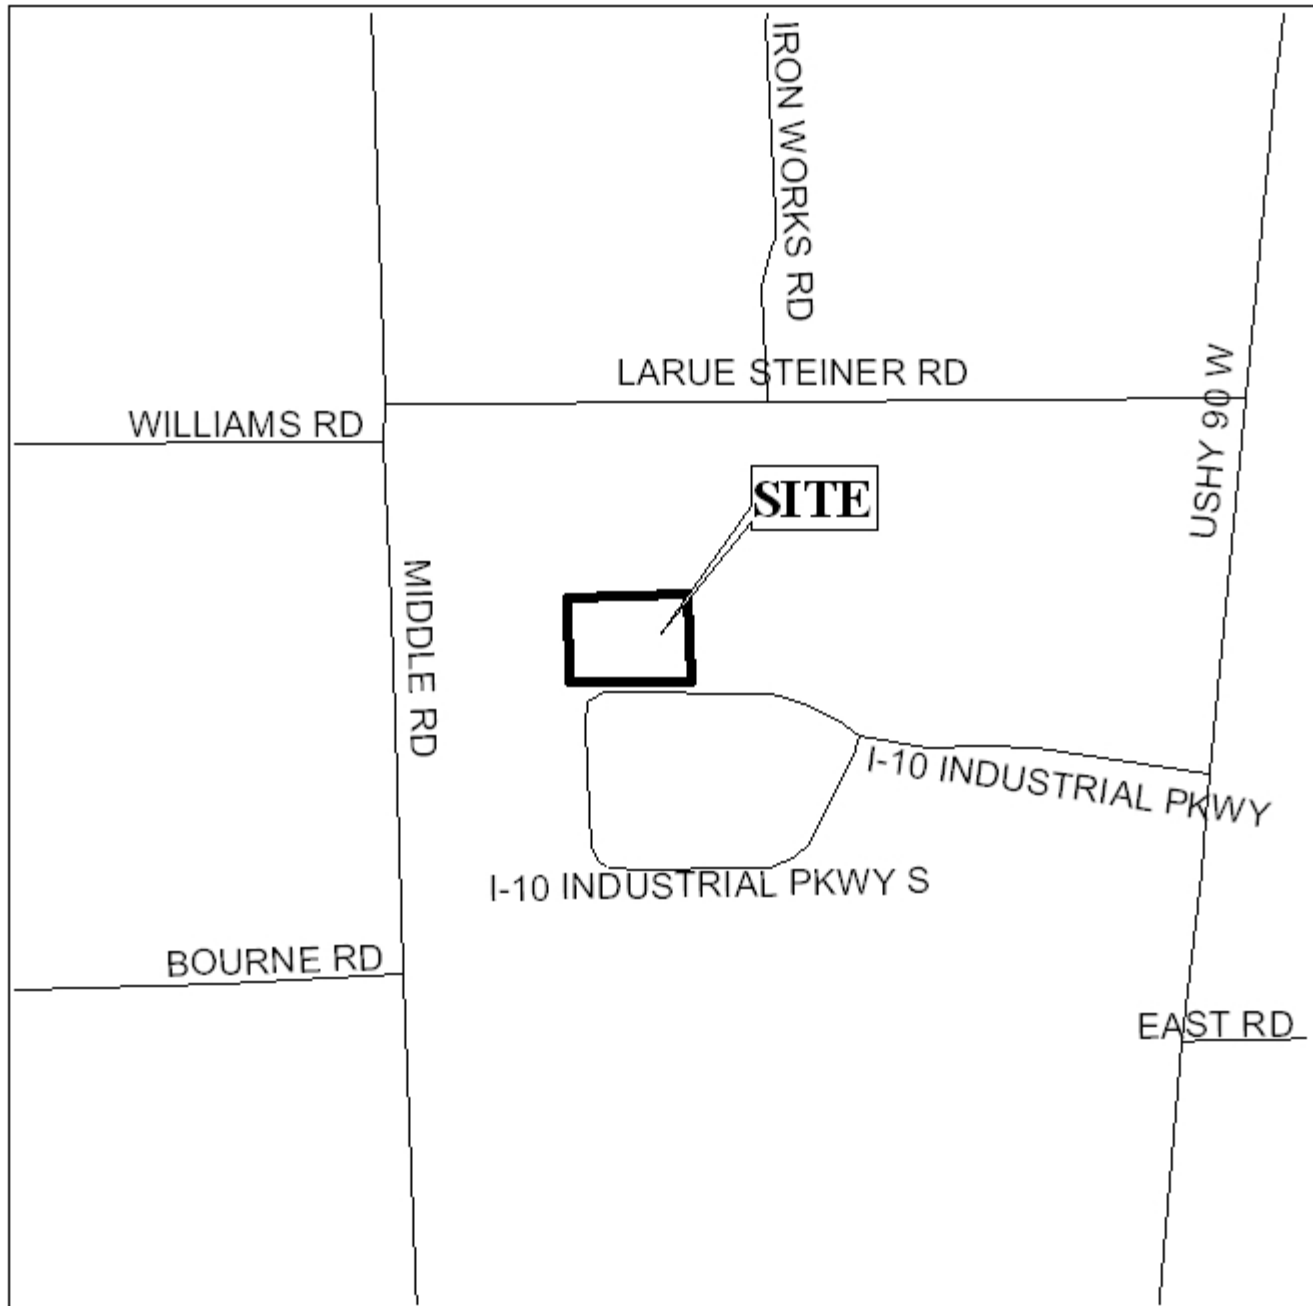 IRON WORKS RD
LARUE STEINER RD
WILLIAMS RD
USHY 90 W
SITE
MIDDLE RD
I-10 INDUSTRIAL PKWY
I-10 INDUSTRIAL PKWY S
BOURNE RD
EAST RD